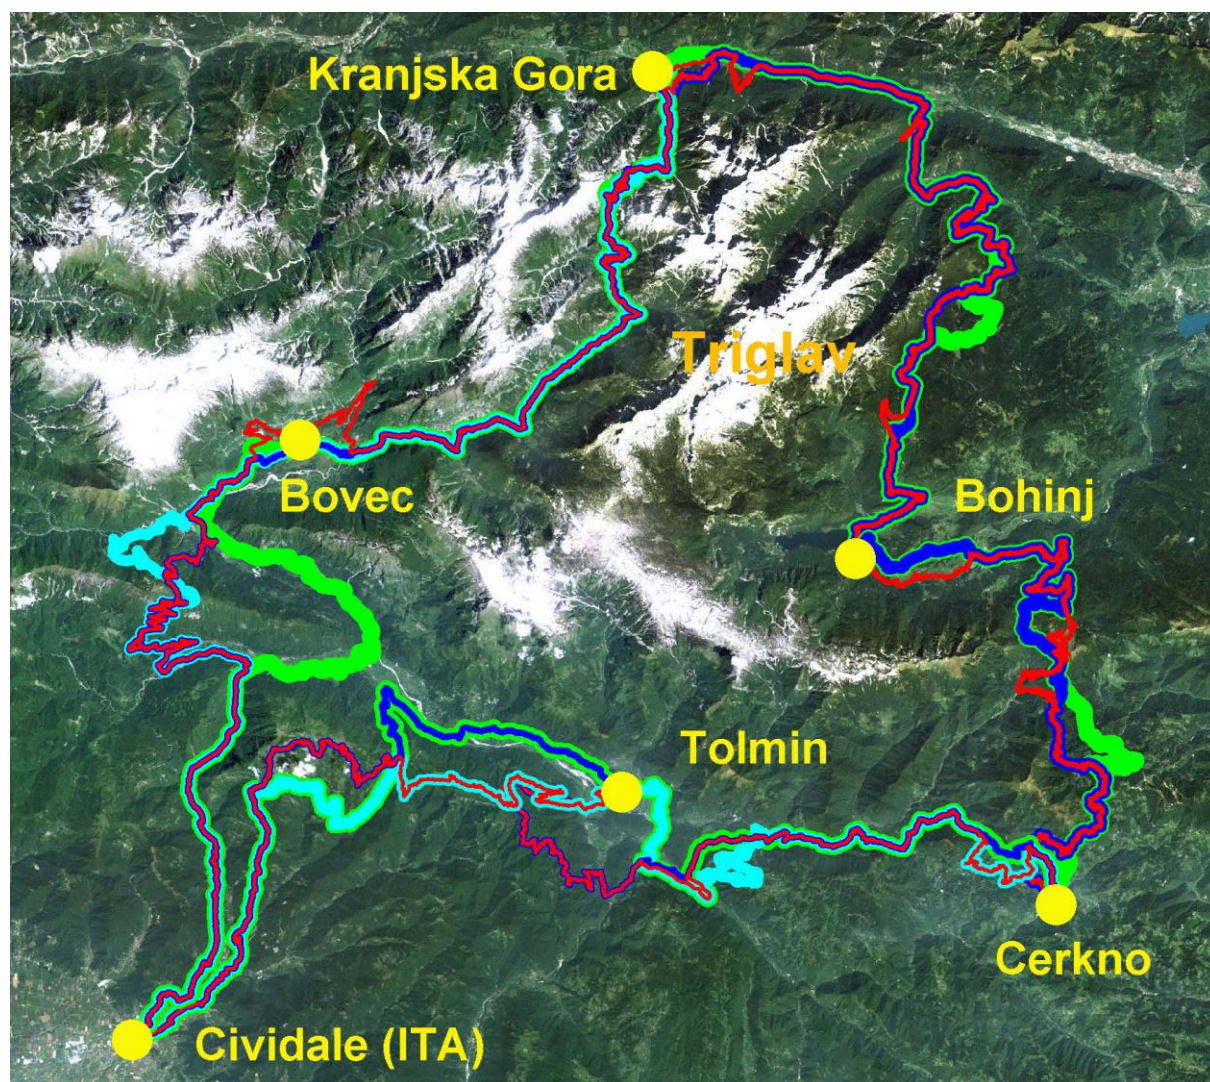 Kranjska Gora
Triglav
Bovec
Bohinj
Tolmin
Cerkno
Cividale (ITA)